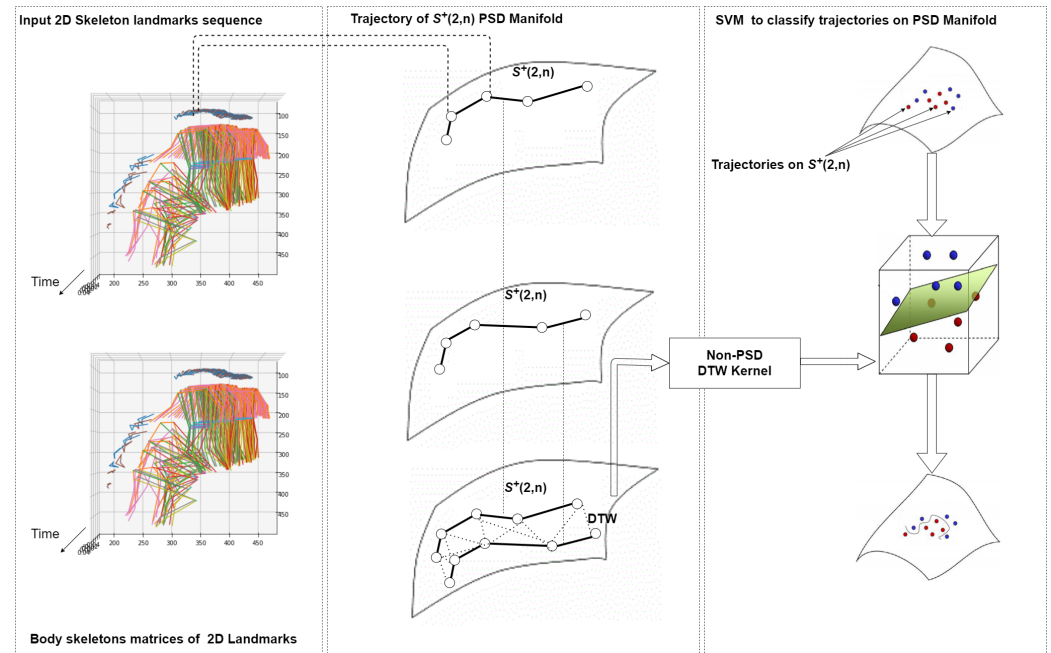 Input 2D Skeleton landmarks sequence
100
150
200
250
300
350
400
450
Time
200 250 300 350 400 450
100
150
200
250
300
350
400
450
Time
200 250 300 350 400 450
Body skeletons matrices of 2D Landmarks
Trajectory of S⁺(2,n) PSD Manifold
S⁺(2,n)
S⁺(2,n)
S⁺(2,n)
DTW
Non-PSD
DTW Kernel
SVM to classify trajectories on PSD Manifold
Trajectories on S⁺(2,n)